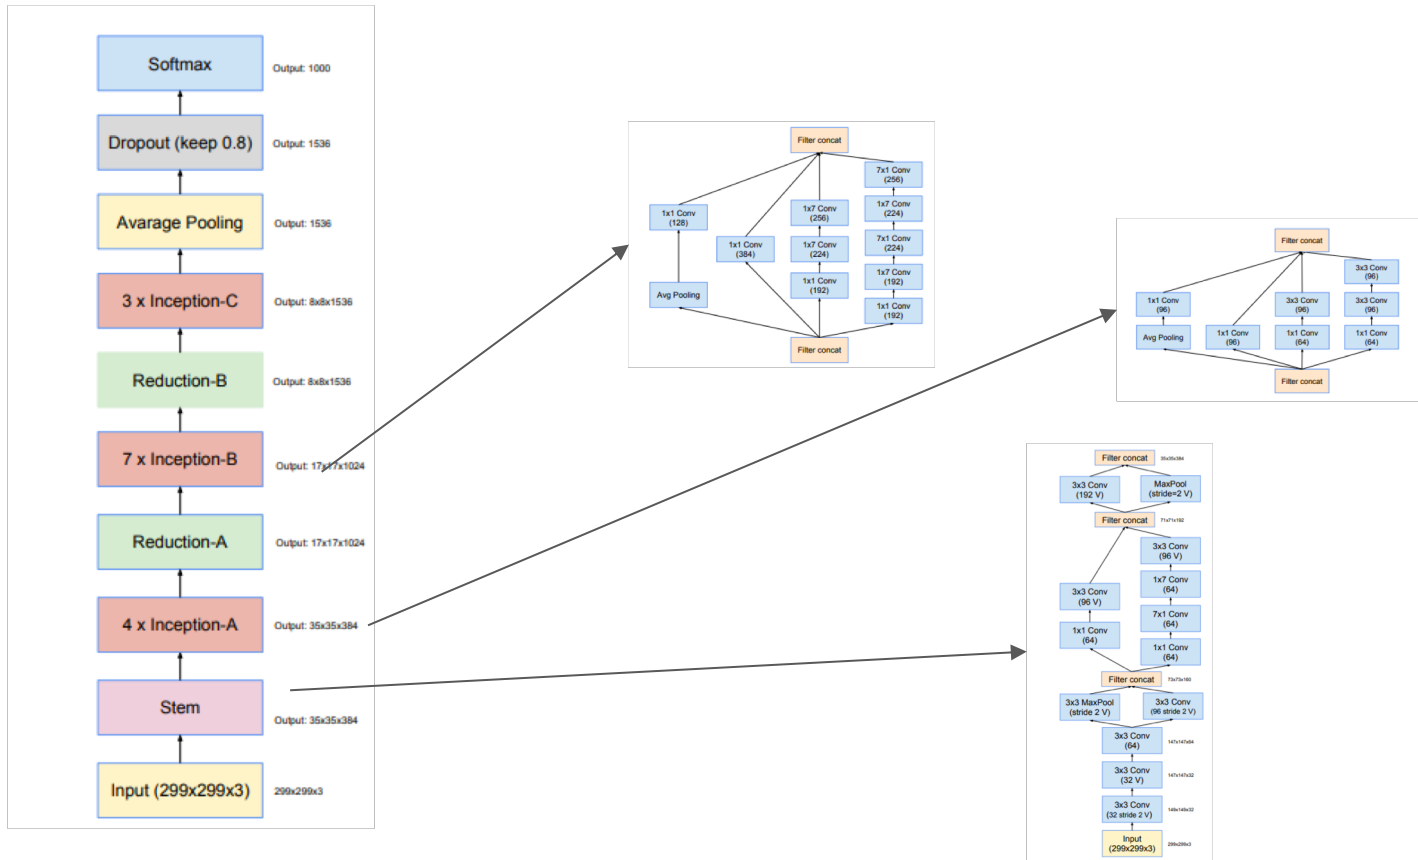 Softmax
Output: 1000
Dropout (keep 0.8)
Output: 1536
Avarage Pooling
Output: 1536
3 x Inception-C
Output: 8x8x1536
Reduction-B
Output: 8x8x1536
7 x Inception-B
Output: 17x17x1024
Reduction-A
Output: 17x17x1024
4 x Inception-A
Output: 35x35x384
Stem
Output: 35x35x384
Input (299x299x3)
299x299x3
Filter concat
7x1 Conv
(256)
1x1 Conv
(128)
1x7 Conv
(256)
1x7 Conv
(224)
1x1 Conv
(384)
1x7 Conv
(224)
7x1 Conv
(224)
Avg Pooling
1x1 Conv
(192)
1x7 Conv
(192)
1x1 Conv
(192)
Filter concat
Filter concat
3x3 Conv
(96)
1x1 Conv
(96)
3x3 Conv
(96)
3x3 Conv
(96)
Avg Pooling
1x1 Conv
(96)
1x1 Conv
(64)
1x1 Conv
(64)
Filter concat
Filter concat
35x35x384
3x3 Conv
(192 V)
MaxPool
(stride=2 V)
Filter concat
71x71x192
3x3 Conv
(96 V)
1x7 Conv
(64)
3x3 Conv
(96 V)
7x1 Conv
(64)
1x1 Conv
(64)
1x1 Conv
(64)
Filter concat
73x73x160
3x3 MaxPool
(stride 2 V)
3x3 Conv
(96 stride 2 V)
3x3 Conv
(64)
147x147x64
3x3 Conv
(32 V)
147x147x32
3x3 Conv
(32 stride 2 V)
149x149x32
Input
(299x299x3)
299x299x3